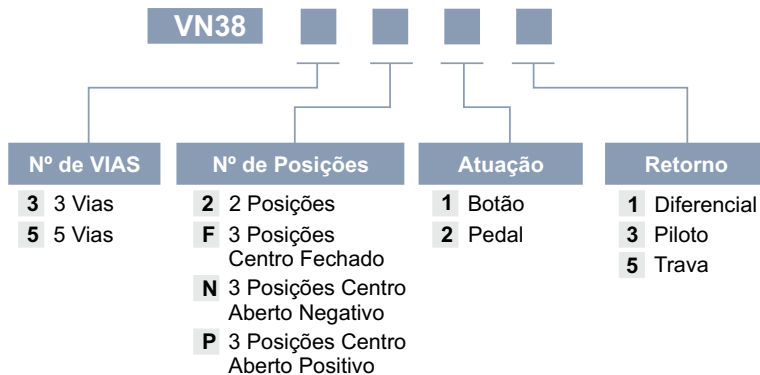 VN38
Nº de VIAS
3 3 Vias
5 5 Vias
Nº de Posições
2 2 Posições
F 3 Posições
Centro Fechado
N 3 Posições Centro
Aberto Negativo
P 3 Posições Centro
Aberto Positivo
Atuação
1 Botão
2 Pedal
Retorno
1 Diferencial
3 Piloto
5 Trava